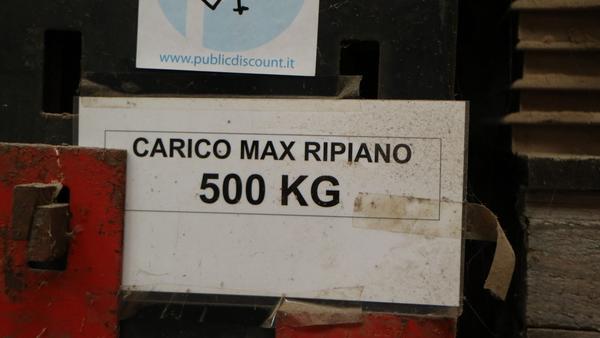 www.publicdiscount.it
CARICO MAX RIPIANO
500 KG